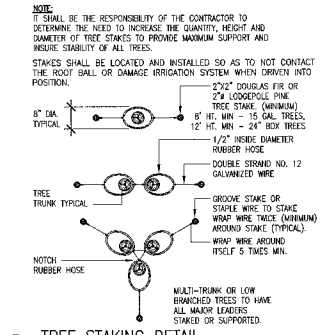 NOTE:
IT SHALL BE THE RESPONSIBILITY OF THE CONTRACTOR TO
DETERMINE THE NEED TO INCREASE THE QUANTITY, HEIGHT AND
DIAMETER OF TREE STAKES TO PROVIDE MAXIMUM SUPPORT AND
INSURE STABILITY OF ALL TREES.
STAKES SHALL BE LOCATED AND INSTALLED SO AS TO NOT CONTACT
THE ROOT BALL OR DAMAGE IRRIGATION SYSTEM WHEN DRIVEN INTO
POSITION.
2"X2" DOUGLAS FIR OR
2"ø LODGEPOLE PINE
TREE STAKE. (MINIMUM)
8' HT. MIN - 15 GAL. TREES,
12' HT. MIN - 24" BOX TREES
8" DIA.
TYPICAL
1/2" INSIDE DIAMETER
RUBBER HOSE
DOUBLE STRAND NO. 12
GALVANIZED WIRE
TREE
TRUNK TYPICAL
GROOVE STAKE OR
STAPLE WIRE TO STAKE
WRAP WIRE TWICE (MINIMUM)
AROUND STAKE (TYPICAL).
WRAP WIRE AROUND
ITSELF 5 TIMES MIN.
NOTCH
RUBBER HOSE
MULTI-TRUNK OR LOW
BRANCHED TREES TO HAVE
ALL MAJOR LEADERS
STAKED OR SUPPORTED.
TREE STAKING DETAIL